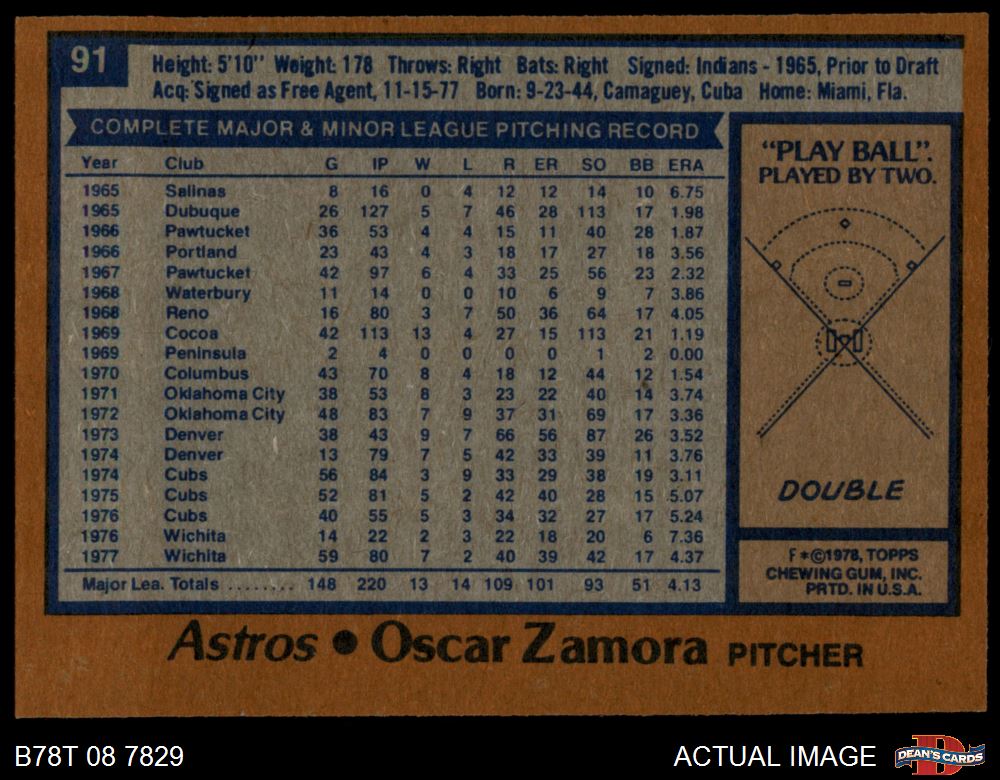 91
Height: 5'10" Weight: 178 Throws: Right Bats: Right Signed: Indians - 1965, Prior to Draft
Acq: Signed as Free Agent, 11-15-77 Born: 9-23-44, Camaguey, Cuba Home: Miami, Fla.
COMPLETE MAJOR & MINOR LEAGUE PITCHING RECORD
Year Club G IP W L R ER SO BB ERA
1965 Salinas 8 16 0 4 12 12 14 10 6.75
1965 Dubuque 26 127 5 7 46 28 113 17 1.98
1966 Pawtucket 36 53 4 4 15 11 40 28 1.87
1966 Portland 23 43 4 3 18 17 27 18 3.56
1967 Pawtucket 42 97 6 4 33 25 56 23 2.32
1968 Waterbury 11 14 0 0 10 6 9 7 3.86
1968 Reno 16 80 3 7 50 36 64 17 4.05
1969 Cocoa 42 113 13 4 27 15 113 21 1.19
1969 Peninsula 2 4 0 0 0 0 1 2 0.00
1970 Columbus 43 70 8 4 18 12 44 12 1.54
1971 Oklahoma City 38 53 8 3 23 22 40 14 3.74
1972 Oklahoma City 48 83 7 9 37 31 69 17 3.36
1973 Denver 38 43 9 7 66 56 87 26 3.52
1974 Denver 13 79 7 5 42 33 39 11 3.76
1974 Cubs 56 84 3 9 33 29 38 19 3.11
1975 Cubs 52 81 5 2 42 40 28 15 5.07
1976 Cubs 40 55 5 3 34 32 27 17 5.24
1976 Wichita 14 22 2 3 22 18 20 6 7.36
1977 Wichita 59 80 7 2 40 39 42 17 4.37
Major Lea. Totals ........ 148 220 13 14 109 101 93 51 4.13
"PLAY BALL".
PLAYED BY TWO.
DOUBLE
F*©1978, TOPPS
CHEWING GUM, INC.
PRTD. IN U.S.A.
Astros • Oscar Zamora PITCHER
B78T 08 7829
ACTUAL IMAGE
DEAN'S CARDS